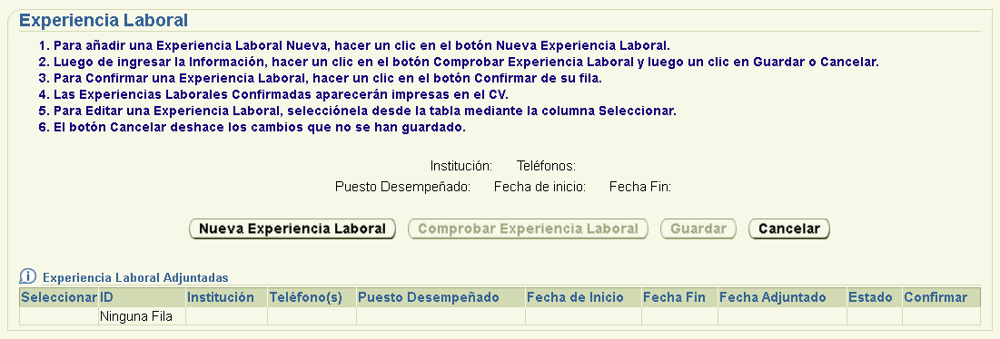 Experiencia Laboral
1. Para añadir una Experiencia Laboral Nueva, hacer un clic en el botón Nueva Experiencia Laboral.
2. Luego de ingresar la Información, hacer un clic en el botón Comprobar Experiencia Laboral y luego un clic en Guardar o Cancelar.
3. Para Confirmar una Experiencia Laboral, hacer un clic en el botón Confirmar de su fila.
4. Las Experiencias Laborales Confirmadas aparecerán impresas en el CV.
5. Para Editar una Experiencia Laboral, selecciónela desde la tabla mediante la columna Seleccionar.
6. El botón Cancelar deshace los cambios que no se han guardado.
Institución: Teléfonos:
Puesto Desempeñado: Fecha de inicio: Fecha Fin:
Nueva Experiencia Laboral Comprobar Experiencia Laboral Guardar Cancelar
Experiencia Laboral Adjuntadas
Seleccionar ID Institución Teléfono(s) Puesto Desempeñado Fecha de Inicio Fecha Fin Fecha Adjuntado Estado Confirmar
Ninguna Fila